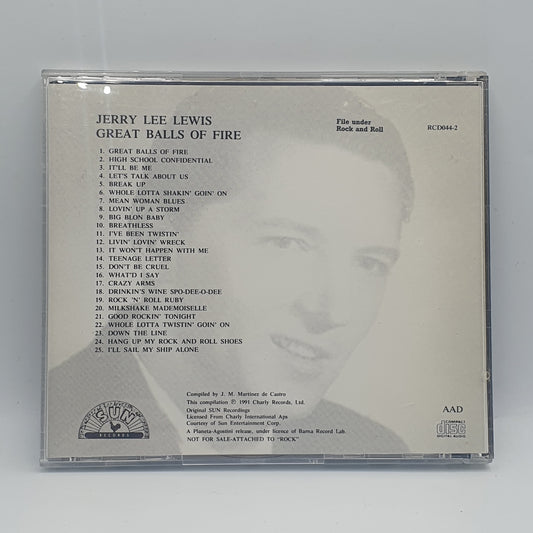 JERRY LEE LEWIS
GREAT BALLS OF FIRE
File under
Rock and Roll
RCD044-2
1. GREAT BALLS OF FIRE
2. HIGH SCHOOL CONFIDENTIAL
3. IT'LL BE ME
4. LET'S TALK ABOUT US
5. BREAK UP
6. WHOLE LOTTA SHAKIN' GOIN' ON
7. MEAN WOMAN BLUES
8. LOVIN' UP A STORM
9. BIG BLON BABY
10. BREATHLESS
11. I'VE BEEN TWISTIN'
12. LIVIN' LOVIN' WRECK
13. IT WON'T HAPPEN WITH ME
14. TEENAGE LETTER
15. DON'T BE CRUEL
16. WHAT'D I SAY
17. CRAZY ARMS
18. DRINKIN'S WINE SPO-DEE-O-DEE
19. ROCK 'N' ROLL RUBY
20. MILKSHAKE MADEMOISELLE
21. GOOD ROCKIN' TONIGHT
22. WHOLE LOTTA TWISTIN' GOIN' ON
23. DOWN THE LINE
24. HANG UP MY ROCK AND ROLL SHOES
25. I'LL SAIL MY SHIP ALONE
Compiled by J. M. Martinez de Castro
This compilation ℗ 1991 Charly Records, Ltd.
Original SUN Recordings
Licensed From Charly International Aps
Courtesy of Sun Entertainment Corp.
A Planeta-Agostini release, under licence of Barna Record Lab.
NOT FOR SALE-ATTACHED TO "ROCK"
SUN
RECORDS
AAD
COMPACT
disc
DIGITAL AUDIO